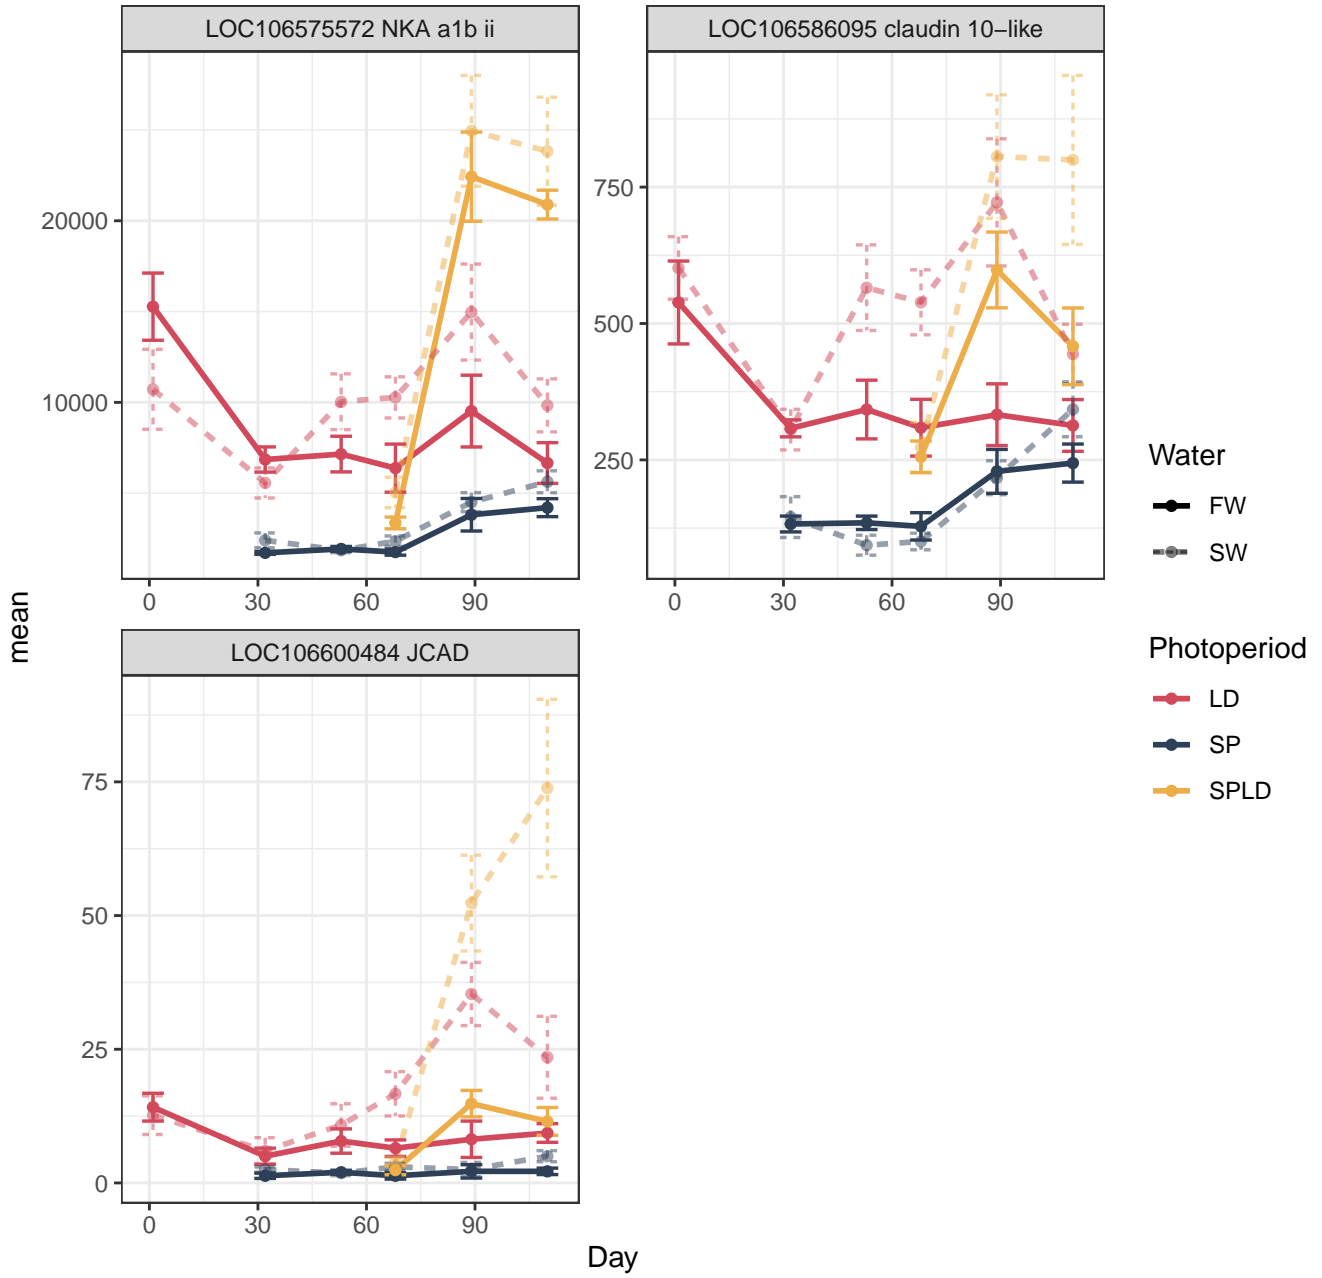 LOC106575572 NKA a1b ii
LOC106586095 claudin 10−like
20000
10000
750
500
250
0 30 60 90
0 30 60 90
LOC106600484 JCAD
75
50
25
0
0 30 60 90
mean
Day
Water
FW
SW
Photoperiod
LD
SP
SPLD